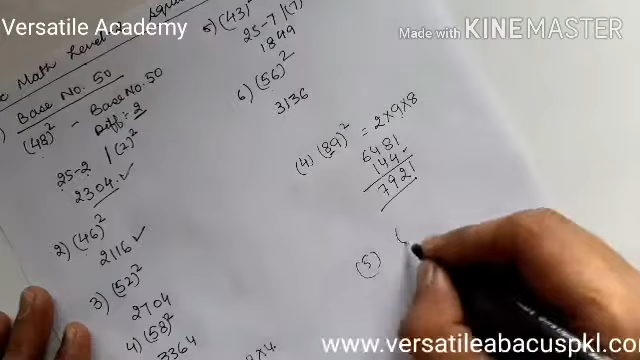 Versatile Academy
Made with KINEMASTER
Math Level
Base No. 50
(48)² - Base No. 50
Diff: 2
25-2 | (2)²
2304 ✓
2) (46)²
2116 ✓
3) (52)²
2704
4) (58)²
3364
5) (43)²
25-7 | (7)
1849
6) (56)²
3136
(4) (89)² = 2×9×8
6481
144
7921
(5) (
9×4
www.versatileabacuspkl.co